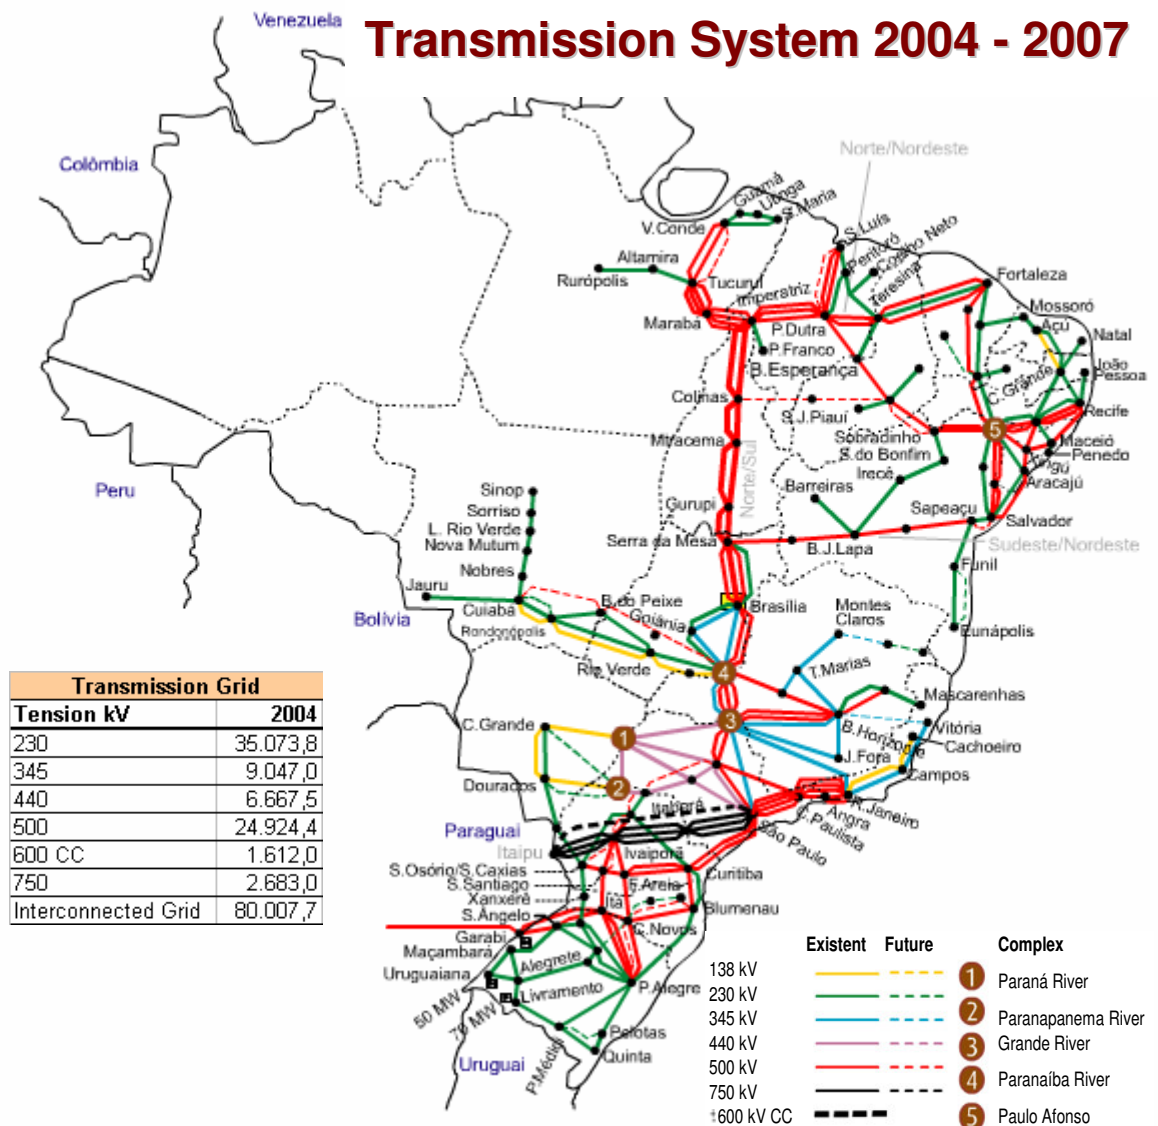 Transmission System 2004 - 2007
Venezuela
Colômbia
Norte/Nordeste
Guamá
Utinga
S.Maria
V.Conde
S.Luís
Peritoró
Coelho Neto
Teresina
Altamira
Rurópolis
Tucuruí
Imperatriz
Fortaleza
Marabá
P.Dutra
Mossoró
Açú
Natal
P.Franco
B.Esperança
C.Grande
João
Pessoa
Colinas
S.J.Piauí
Recife
Miracema
Sobradinho
S.do Bonfim
Maceió
Penedo
Irecê
Aracajú
Norte/Sul
Peru
Sinop
Barreiras
Sorriso
Gurupi
Sapeaçu
Salvador
L. Rio Verde
Nova Mutum
Serra da Mesa
B.J.Lapa
Sudeste/Nordeste
Nobres
Funil
Jauru
Cuiabá
B.do Peixe
Brasília
Montes
Claros
Bolívia
Goiânia
Eunápolis
Rondonópolis
Rio Verde
T.Marias
Mascarenhas
C.Grande
B.Horizonte
Vitória
Cachoeiro
J.Fora
Campos
Dourados
R.Janeiro
Angra
C.Paulista
Itaberá
São Paulo
Paraguai
Itaipu
Ivaiporã
S.Osório/S.Caxias
Curitiba
S.Santiago
F.Areia
Xanxerê
Itá
S.Ângelo
Blumenau
C.Novos
Garabi
Maçambará
Alegrete
Uruguaiana
Livramento
P.Alegre
50 MW
70 MW
Pelotas
Quinta
P.Médici
Uruguai
1
2
3
4
5
Transmission Grid
Tension kV 2004
230 35.073,8
345 9.047,0
440 6.667,5
500 24.924,4
600 CC 1.612,0
750 2.683,0
Interconnected Grid 80.007,7
Existent Future Complex
138 kV 1 Paraná River
230 kV 2 Paranapanema River
345 kV 3 Grande River
440 kV 4 Paranaíba River
500 kV 5 Paulo Afonso
750 kV
±600 kV CC